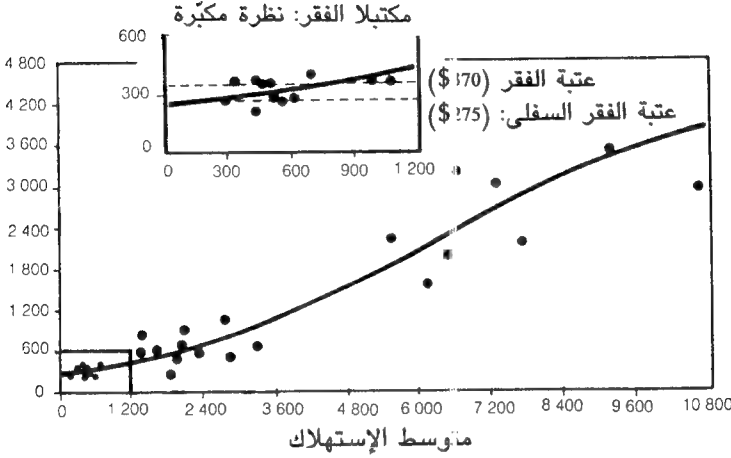 مكتبلا الفقر: نظرة مكبّرة
600
300
0
0 300 600 900 1 200
عتبة الفقر (370$)
عتبة الفقر السفلى: (275$)
4 800
4 200
3 600
3 000
2 400
1 800
1 200
600
0
0 1 200 2 400 3 600 4 800 6 000 7 200 8 400 9 600 10 800
متوسط الإستهلاك